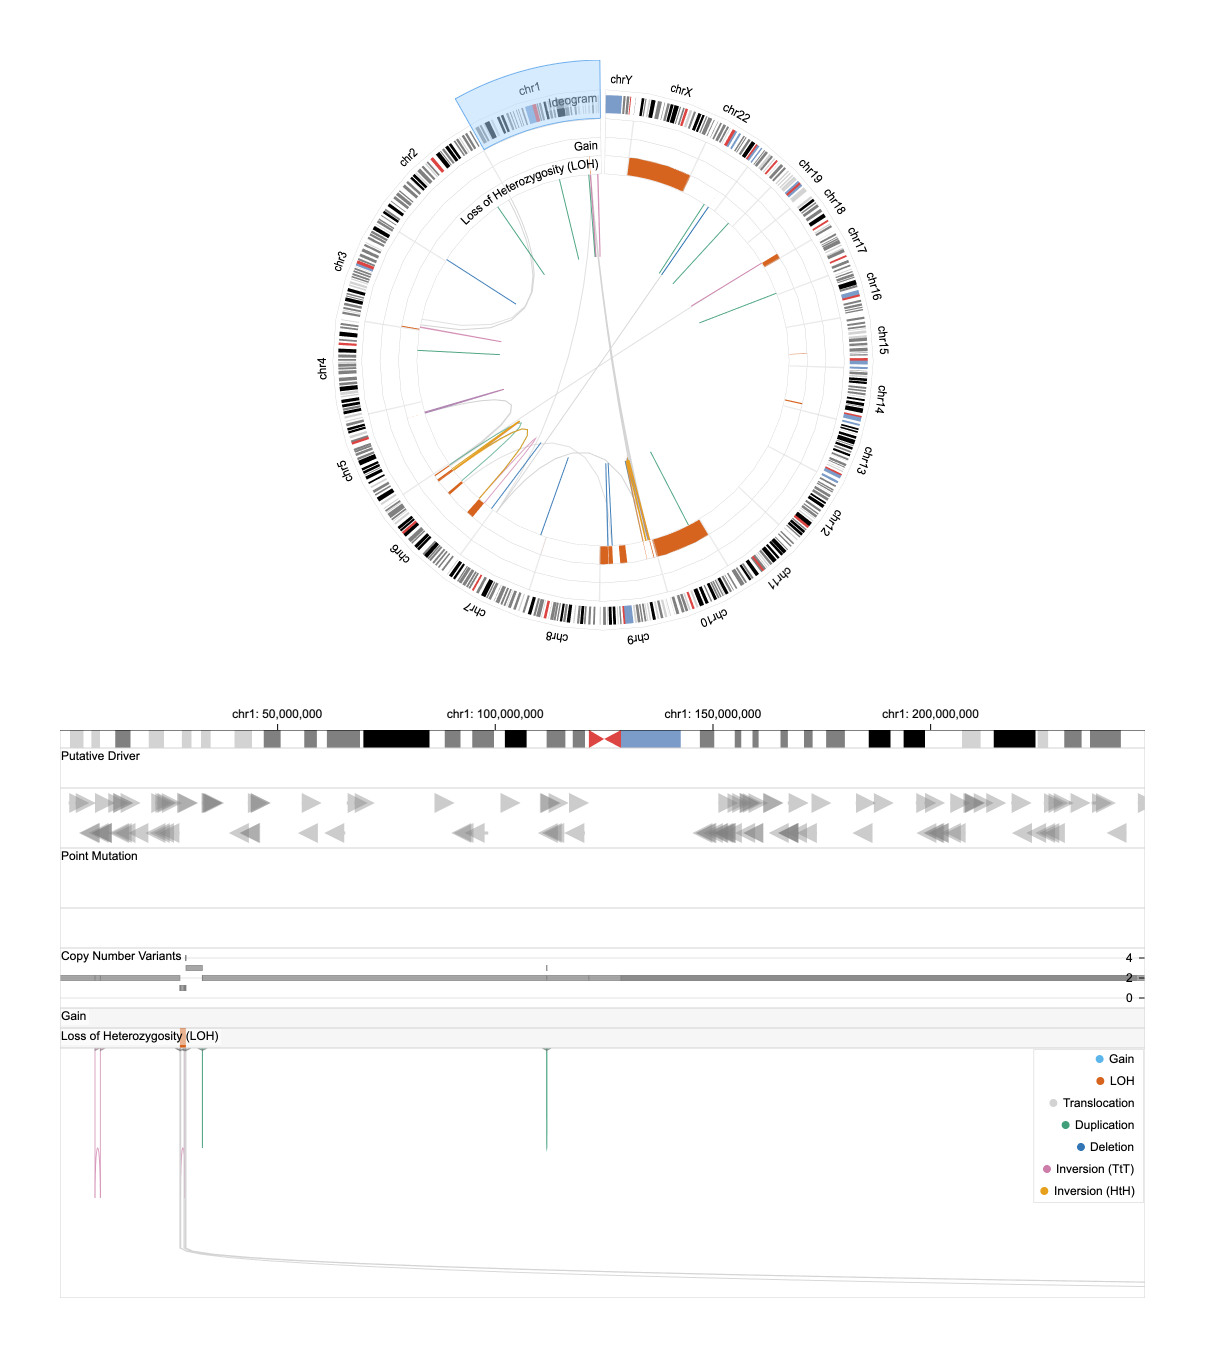 chrY
chrX
chr22
chr19
chr18
chr17
chr16
chr15
chr14
chr13
chr12
chr11
chr10
chr9
chr8
chr7
chr6
chr5
chr4
chr3
chr2
chr1
Ideogram
Gain
Loss of Heterozygosity (LOH)
chr1: 50,000,000
chr1: 100,000,000
chr1: 150,000,000
chr1: 200,000,000
Putative Driver
Point Mutation
Copy Number Variants
4
2
0
Gain
Loss of Heterozygosity (LOH)
Gain
LOH
Translocation
Duplication
Deletion
Inversion (TtT)
Inversion (HtH)